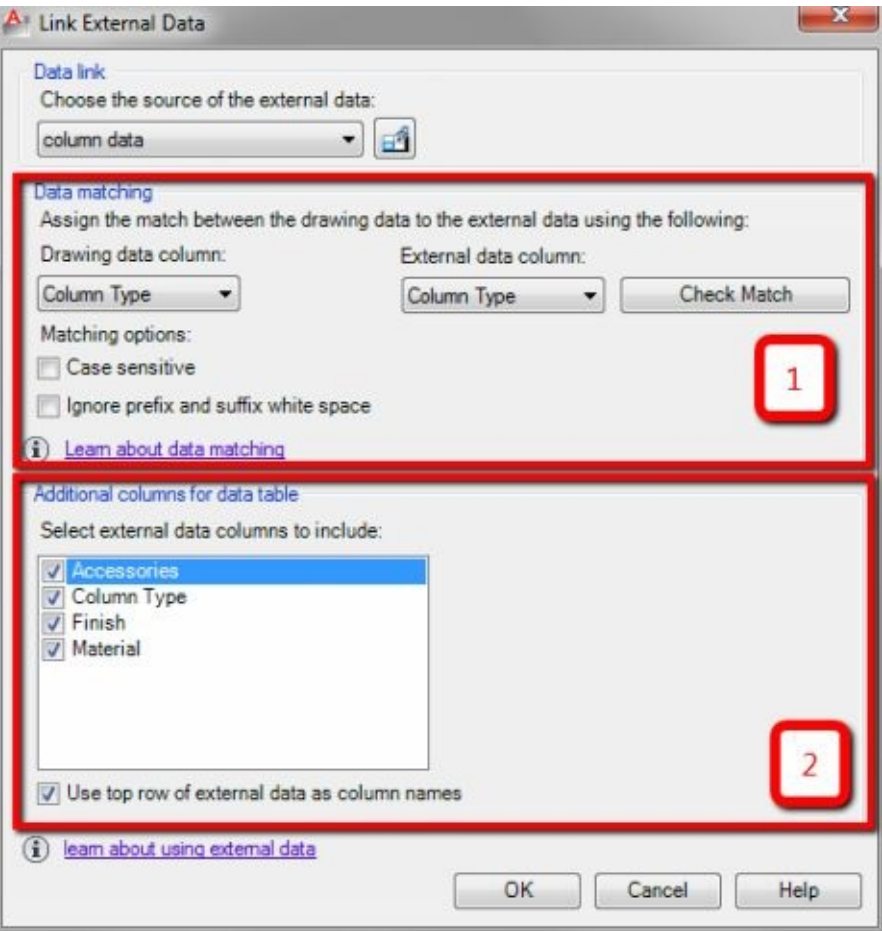 Link External Data
Data link
Choose the source of the external data:
column data
Data matching
Assign the match between the drawing data to the external data using the following:
Drawing data column:
External data column:
Column Type
Column Type
Check Match
Matching options:
Case sensitive
1
Ignore prefix and suffix white space
Learn about data matching
Additional columns for data table
Select external data columns to include:
Accessories
Column Type
Finish
Material
2
Use top row of external data as column names
learn about using external data
OK
Cancel
Help